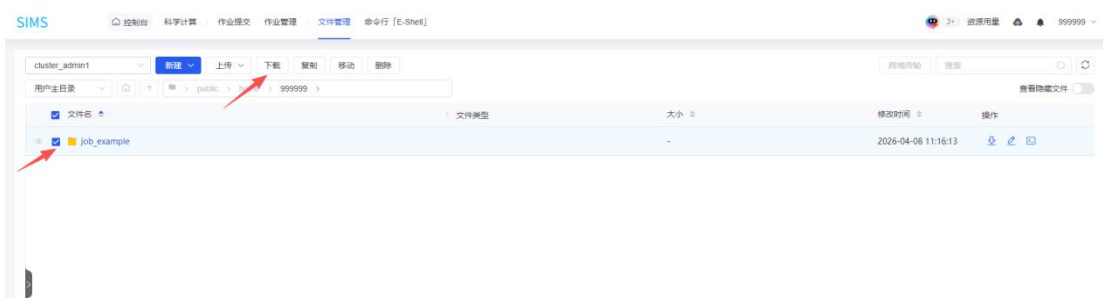 SIMS 控制台 科学计算 作业提交 作业管理 文件管理 命令行「E-Shell」 2+ 资源用量 999999
cluster_admin1 新建 上传 下载 复制 移动 删除 跨域传输 搜索
用户主目录 > public > > 999999 > 查看隐藏文件
文件名 文件类型 大小 修改时间 操作
job_example - 2026-04-08 11:16:13